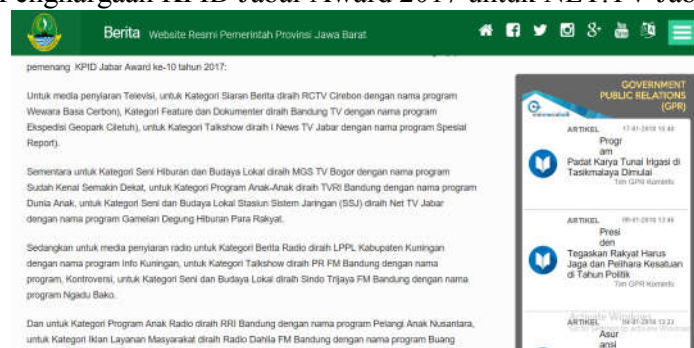 Penghargaan KPID Jabar Award 2017 untuk NET.TV Jab
Berita Website Resmi Pemerintah Provinsi Jawa Barat
pemenang KPID Jabar Award ke-10 tahun 2017:
Untuk media penyiaran Televisi, untuk Kategori Siaran Berita diraih RCTV Cirebon dengan nama program
Wewara Basa Cerbon), Kategori Feature dan Dokumenter diraih Bandung TV dengan nama program
Ekspedisi Geopark Ciletuh), untuk Kategori Talkshow diraih I News TV Jabar dengan nama program Spesial
Report).
Sementara untuk Kategori Seni Hiburan dan Budaya Lokal diraih MGS TV Bogor dengan nama program
Sudah Kenal Semakin Dekat, untuk Kategori Program Anak-Anak diraih TVRI Bandung dengan nama program
Dunia Anak, untuk Kategori Seni dan Budaya Lokal Stasiun Sistem Jaringan (SSJ) diraih Net TV Jabar
dengan nama program Gamelan Degung Hiburan Para Rakyat.
Sedangkan untuk media penyiaran radio untuk Kategori Berita Radio diraih LPPL Kabupaten Kuningan
dengan nama program Info Kuningan, untuk Kategori Talkshow diraih PR FM Bandung dengan nama
program, Kontroversi, untuk Kategori Seni dan Budaya Lokal diraih Sindo Trijaya FM Bandung dengan nama
program Ngadu Bako.
Dan untuk Kategori Program Anak Radio diraih RRI Bandung dengan nama program Pelangi Anak Nusantara,
untuk Kategori Iklan Layanan Masyarakat diraih Radio Dahlia FM Bandung dengan nama program Buang
GOVERNMENT
PUBLIC RELATIONS
(GPR)
ARTIKEL 17-01-2018 10:40
Progr
am
Padat Karya Tunai Irigasi di
Tasikmalaya Dimulai
Tim GPR Kominfo
ARTIKEL 09-01-2018 13:46
Presi
den
Tegaskan Rakyat Harus
Jaga dan Pelihara Kesatuan
di Tahun Politik
Tim GPR Kominfo
Activate Windows
ARTIKEL
Asur
ansi